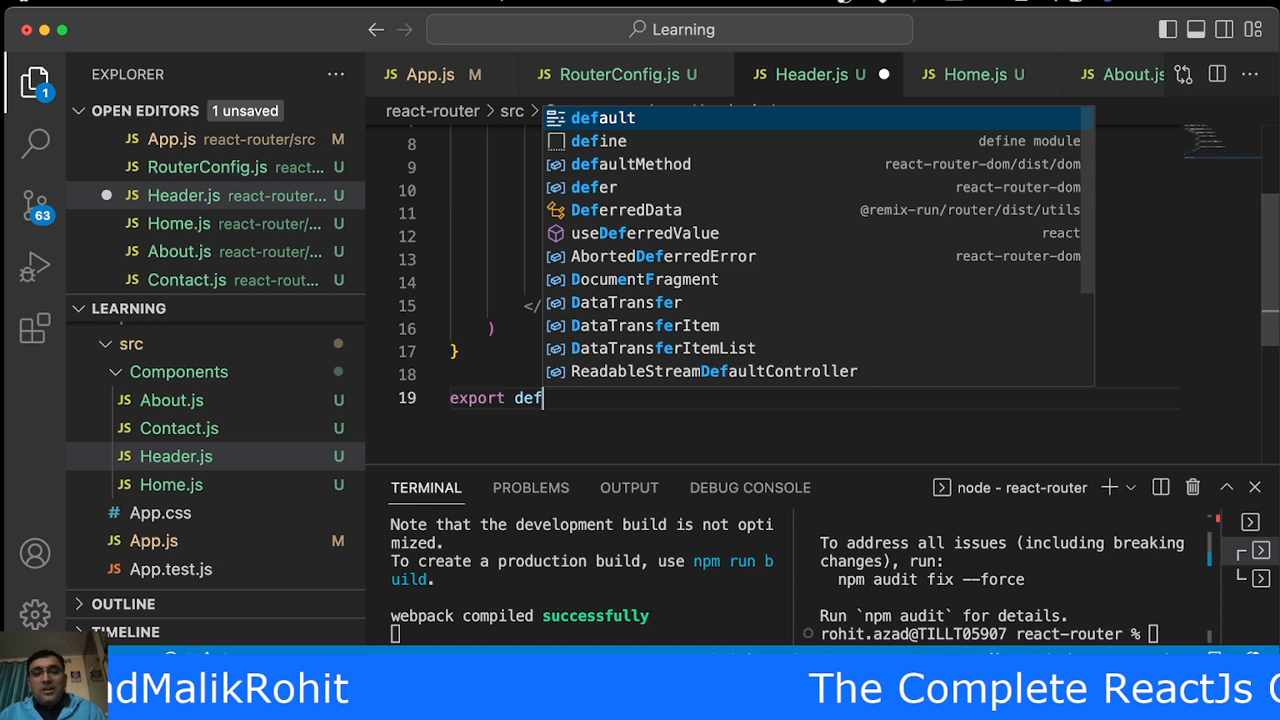 Learning
EXPLORER
OPEN EDITORS 1 unsaved
App.js react-router/src M
RouterConfig.js react... U
Header.js react-router... U
Home.js react-router/... U
About.js react-router/... U
Contact.js react-rout... U
LEARNING
src
Components
About.js U
Contact.js U
Header.js U
Home.js U
App.css
App.js M
App.test.js
OUTLINE
TIMELINE
1
63
App.js M
RouterConfig.js U
Header.js U
Home.js U
About.js
react-router > src >
8
9
10
11
12
13
14
15 </
16 )
17 }
18
19 export def
default
define define module
defaultMethod react-router-dom/dist/dom
defer react-router-dom
DeferredData @remix-run/router/dist/utils
useDeferredValue react
AbortedDeferredError react-router-dom
DocumentFragment
DataTransfer
DataTransferItem
DataTransferItemList
ReadableStreamDefaultController
TERMINAL PROBLEMS OUTPUT DEBUG CONSOLE
node - react-router
Note that the development build is not opti
mized.
To create a production build, use npm run b
uild.
webpack compiled successfully
To address all issues (including breaking
changes), run:
npm audit fix --force
Run `npm audit` for details.
rohit.azad@TILLT05907 react-router %
adMalikRohit
The Complete ReactJs